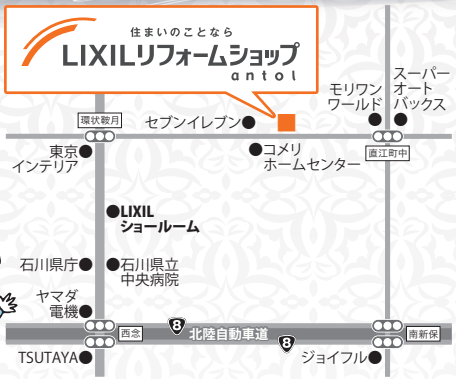 住まいのことなら
LIXILリフォームショップ
antol
スーパー
オート
バックス
モリワン
ワールド
環状鞍月
セブンイレブン
東京
インテリア
コメリ
ホームセンター
直江町中
LIXIL
ショールーム
石川県庁
石川県立
中央病院
ヤマダ
電機
西念
8
北陸自動車道
8
南新保
TSUTAYA
ジョイフル